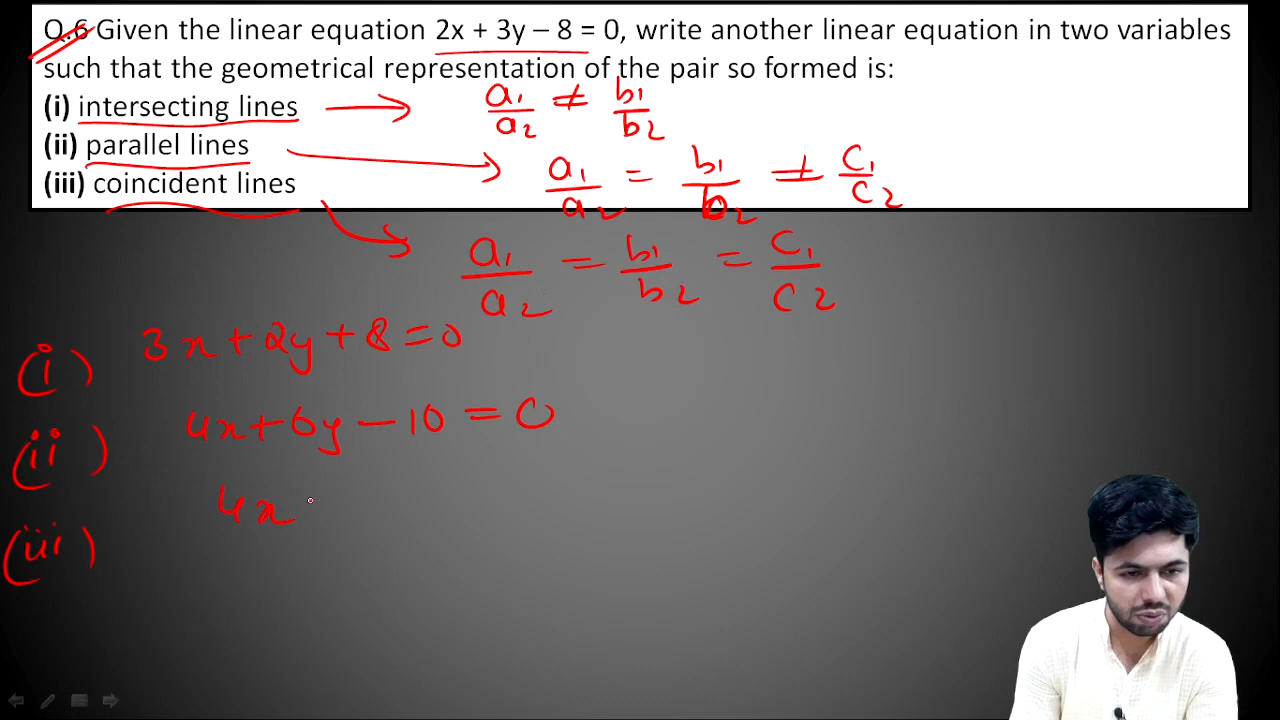 Q.6 Given the linear equation 2x + 3y – 8 = 0, write another linear equation in two variables
such that the geometrical representation of the pair so formed is:
(i) intersecting lines → a₁/a₂ ≠ b₁/b₂
(ii) parallel lines → a₁/a₂ = b₁/b₂ ≠ c₁/c₂
(iii) coincident lines → a₁/a₂ = b₁/b₂ = c₁/c₂
(i) 3x + 2y + 8 = 0
(ii) 4x + 6y – 10 = 0
(iii) 4x